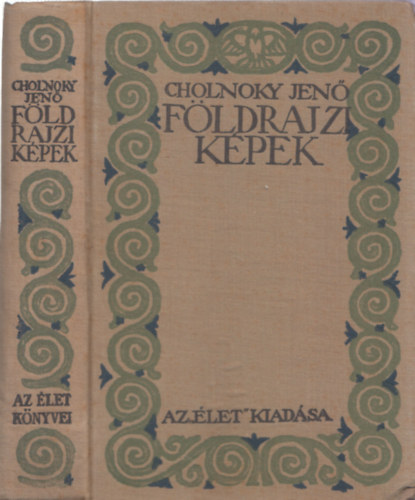 CHOLNOKY
JENŐ
FÖLD
RAJZI
KÉPEK
AZ ÉLET
KÖNYVEI
CHOLNOKY JENŐ
FÖLDRAJZI
KÉPEK
AZ „ÉLET" KIADÁSA